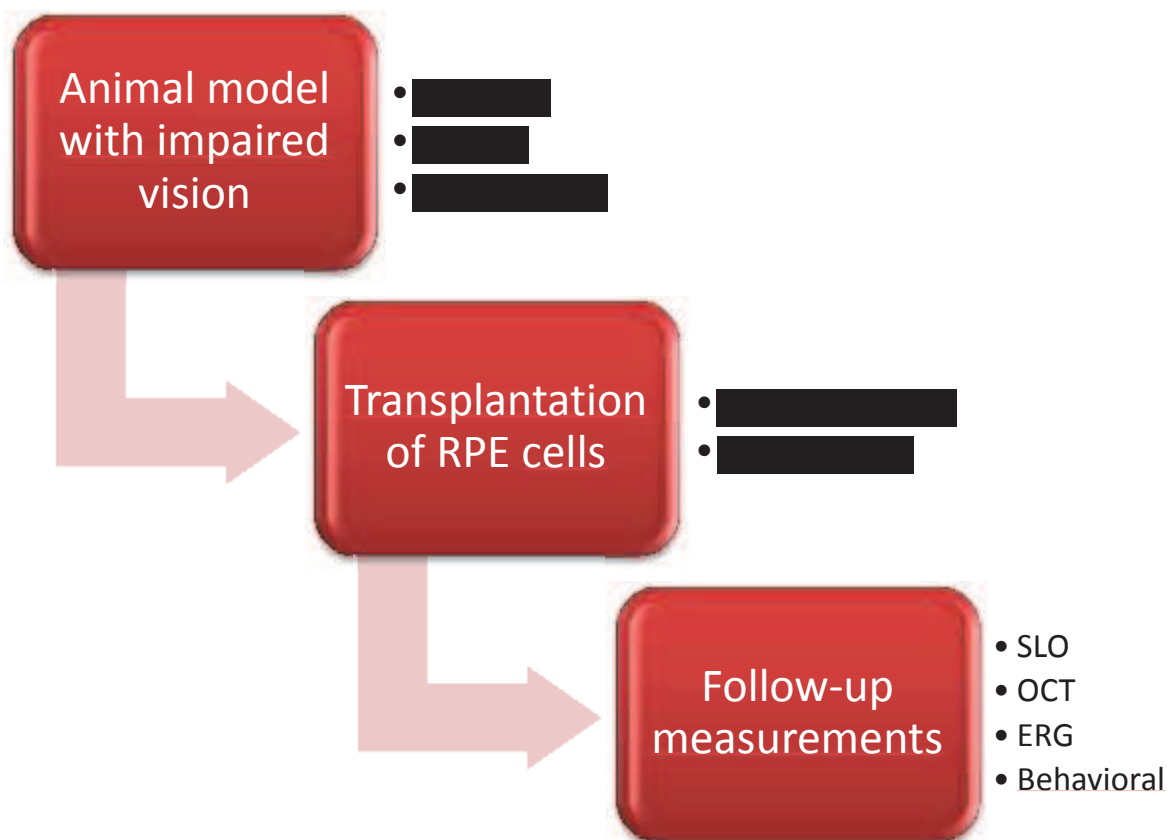 Animal model
with impaired
vision
Transplantation
of RPE cells
Follow-up
measurements
• SLO
• OCT
• ERG
• Behavioral